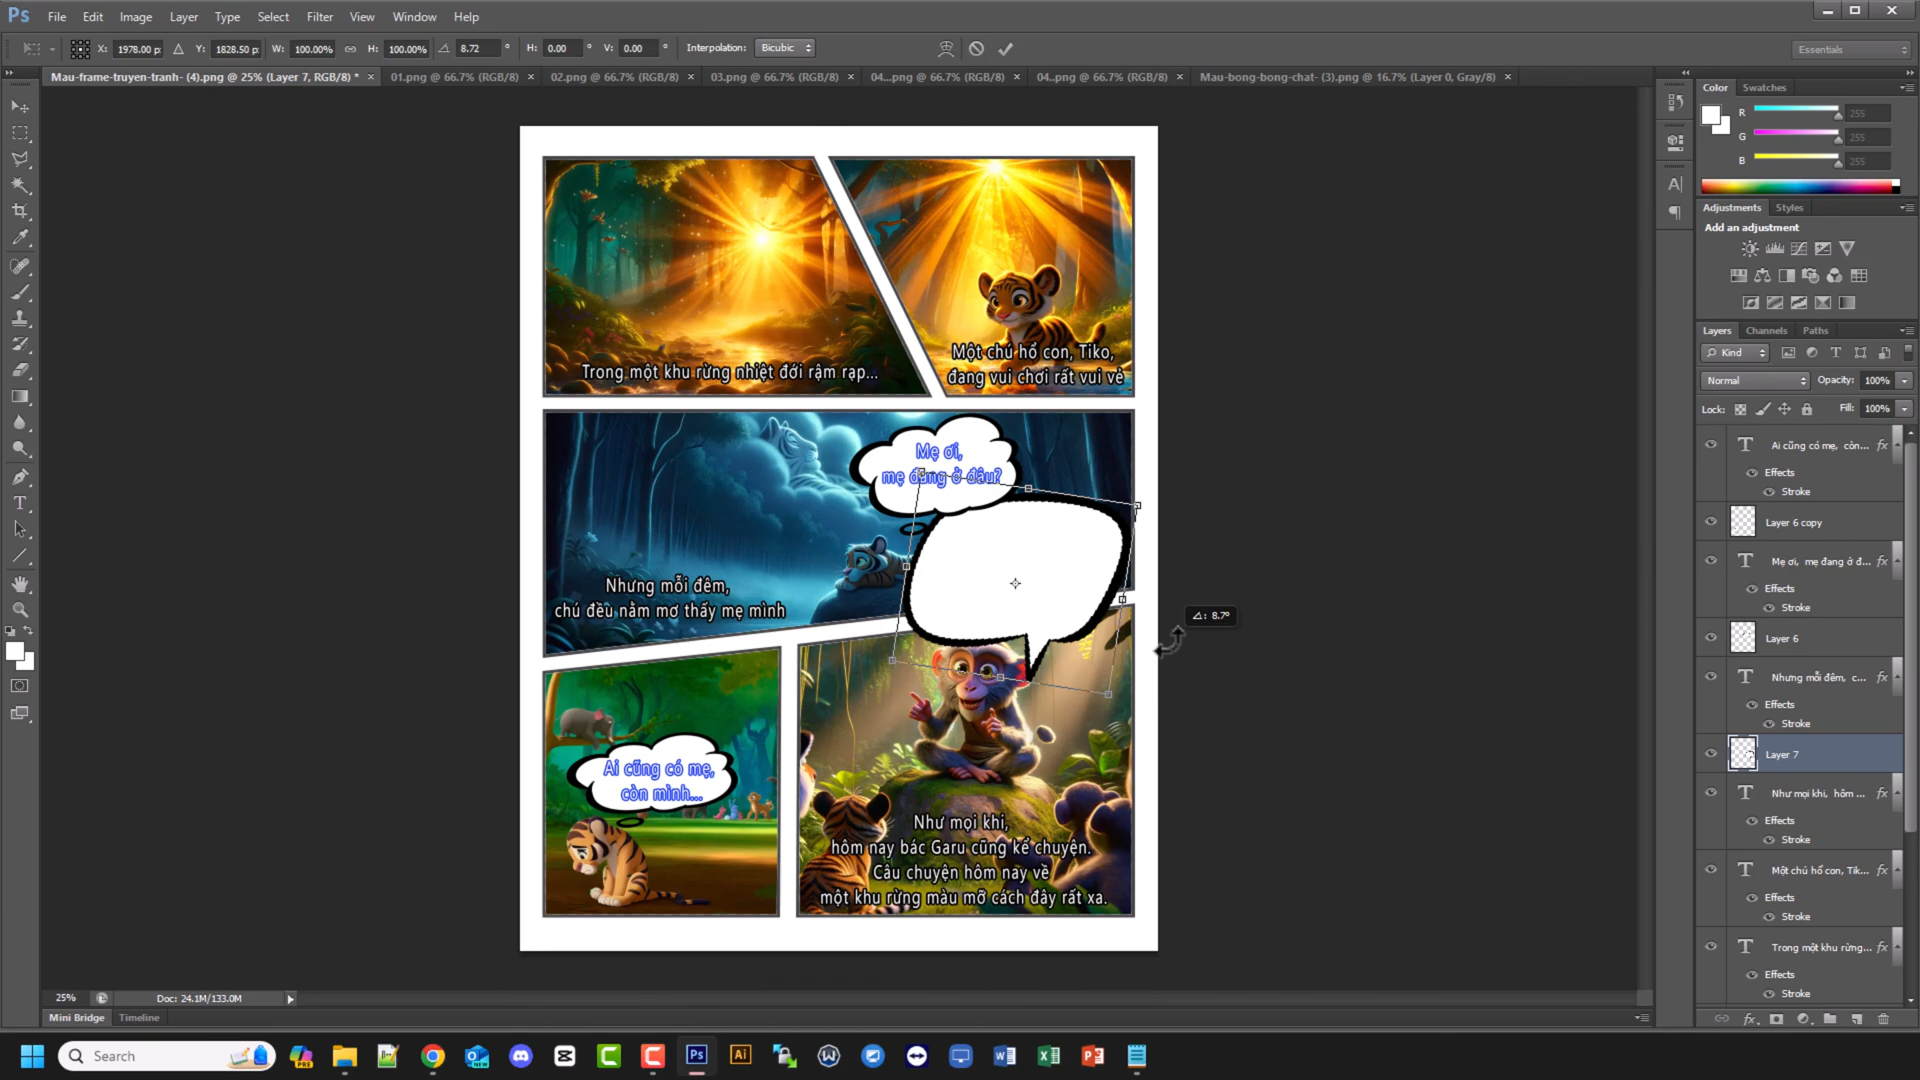 Ps File Edit Image Layer Type Select Filter 3D View Window Help
X: 1978.00 p: Y: 1828.50 p: W: 100.00% H: 100.00% 8.72 ° H: 0.00 ° V: 0.00 ° Interpolation: Bicubic Essentials
Mau-frame-truyen-tranh- (4).png @ 25% (Layer 7, RGB/8) * × 01.png @ 66.7% (RGB/8) × 02.png @ 66.7% (RGB/8) × 03.png @ 66.7% (RGB/8) × 04...png @ 66.7% (RGB/8) × 04..png @ 66.7% (RGB/8) × Mau-bong-bong-chat- (3).png @ 16.7% (Layer 0, Gray/8) ×
Trong một khu rừng nhiệt đới rậm rạp...
Một chú hổ con, Tiko,
đang vui chơi rất vui vẻ
Mẹ ơi,
mẹ đang ở đâu?
Nhưng mỗi đêm,
chú đều nằm mơ thấy mẹ mình
∠: 8.7°
Ai cũng có mẹ,
còn mình...
Như mọi khi,
hôm nay bác Garu cũng kể chuyện.
Câu chuyện hôm nay về
một khu rừng màu mỡ cách đây rất xa.
Color Swatches
R 255
G 255
B 255
Adjustments Styles
Add an adjustment
Layers Channels Paths
Kind
Normal Opacity: 100%
Lock: Fill: 100%
T Ai cũng có mẹ, còn... fx
Effects
Stroke
Layer 6 copy
T Mẹ ơi, mẹ đang ở đ... fx
Effects
Stroke
Layer 6
T Nhưng mỗi đêm, c... fx
Effects
Stroke
Layer 7
T Như mọi khi, hôm ... fx
Effects
Stroke
T Một chú hổ con, Tik... fx
Effects
Stroke
T Trong một khu rừng... fx
Effects
Stroke
25% Doc: 24.1M/133.0M
Mini Bridge Timeline
Search